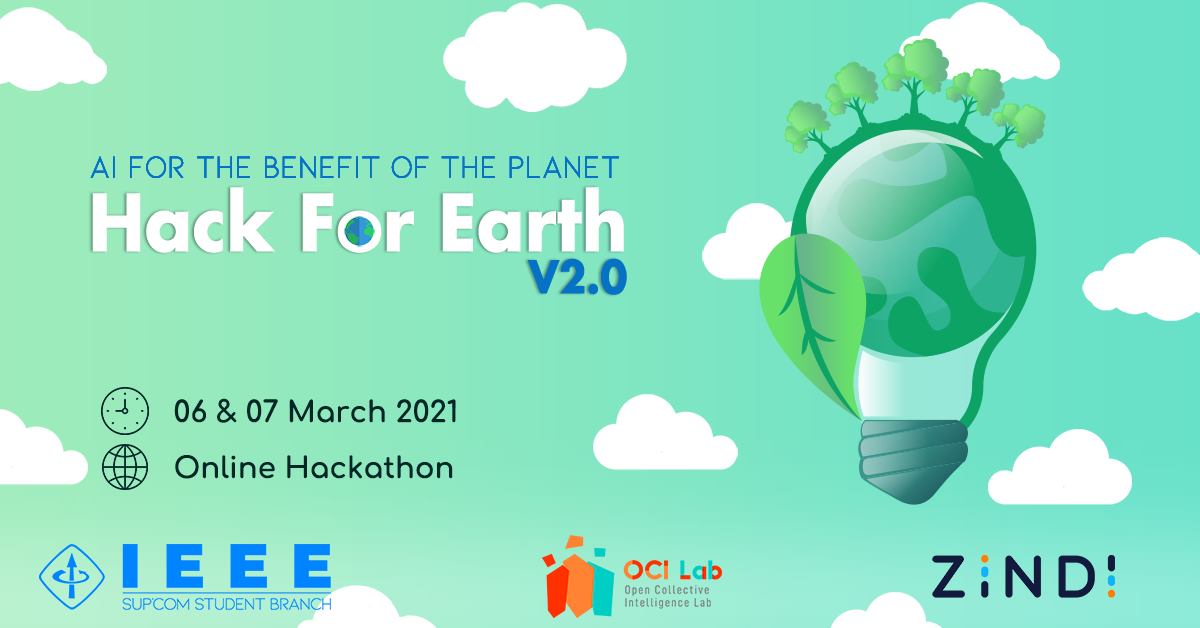 AI FOR THE BENEFIT OF THE PLANET
Hack For Earth
V2.0
06 & 07 March 2021
Online Hackathon
IEEE
SUPCOM STUDENT BRANCH
OCI Lab
Open Collective
Intelligence Lab
ZiNDI